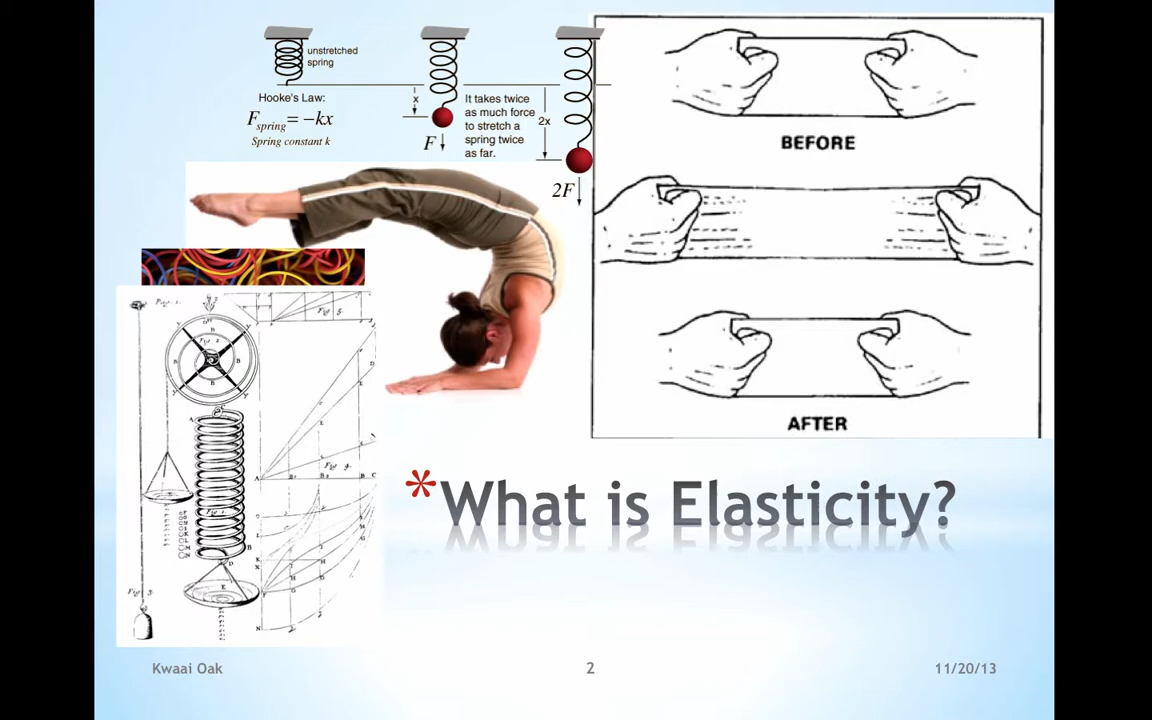 unstretched
spring
Hooke's Law:
Fspring = −kx
Spring constant k
x
F
It takes twice
as much force
to stretch a
spring twice
as far.
2x
2F
BEFORE
AFTER
*What is Elasticity?
Kwaai Oak
2
11/20/13